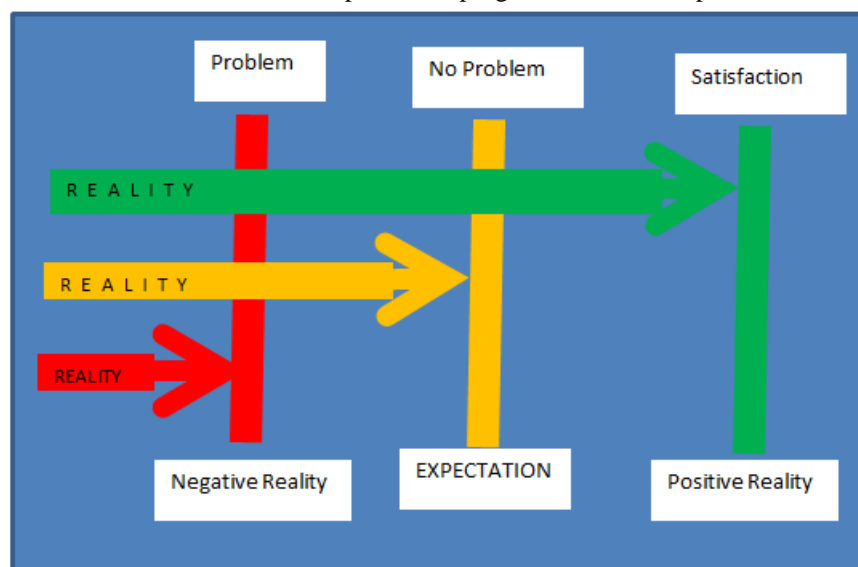 Problem
No Problem
Satisfaction
R E A L I T Y
R E A L I T Y
REALITY
Negative Reality
EXPECTATION
Positive Reality